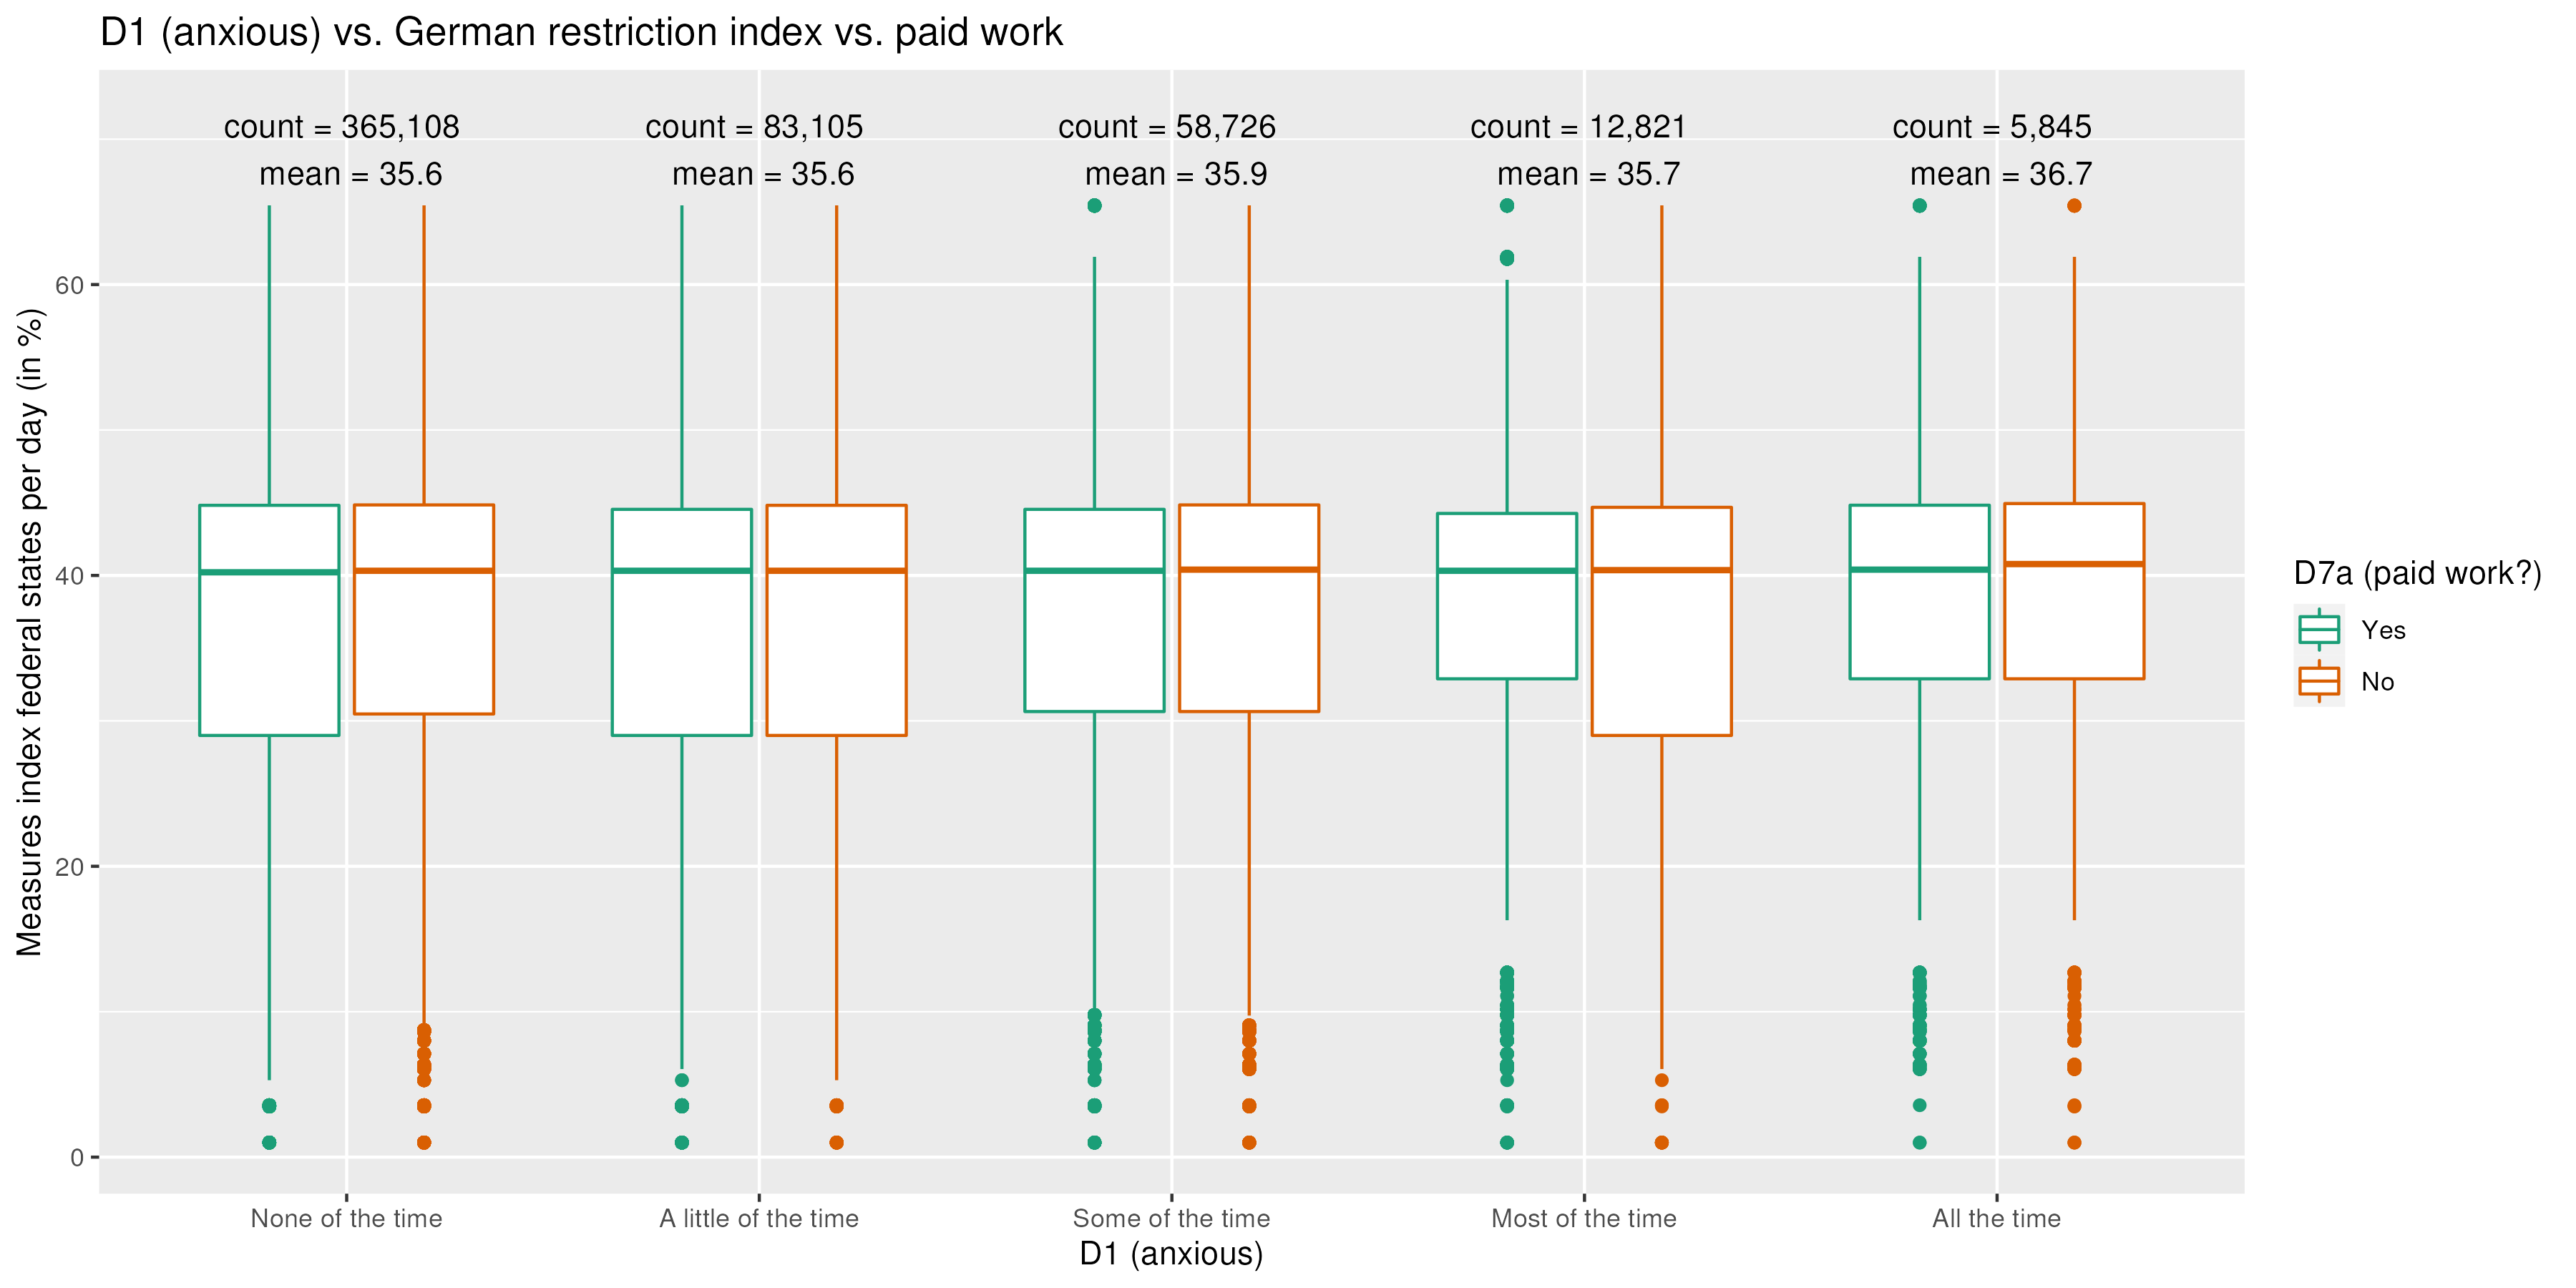 D1 (anxious) vs. German restriction index vs. paid work
count = 365,108
mean = 35.6
count = 83,105
mean = 35.6
count = 58,726
mean = 35.9
count = 12,821
mean = 35.7
count = 5,845
mean = 36.7
Measures index federal states per day (in %)
60
40
20
0
None of the time
A little of the time
Some of the time
Most of the time
All the time
D1 (anxious)
D7a (paid work?)
Yes
No